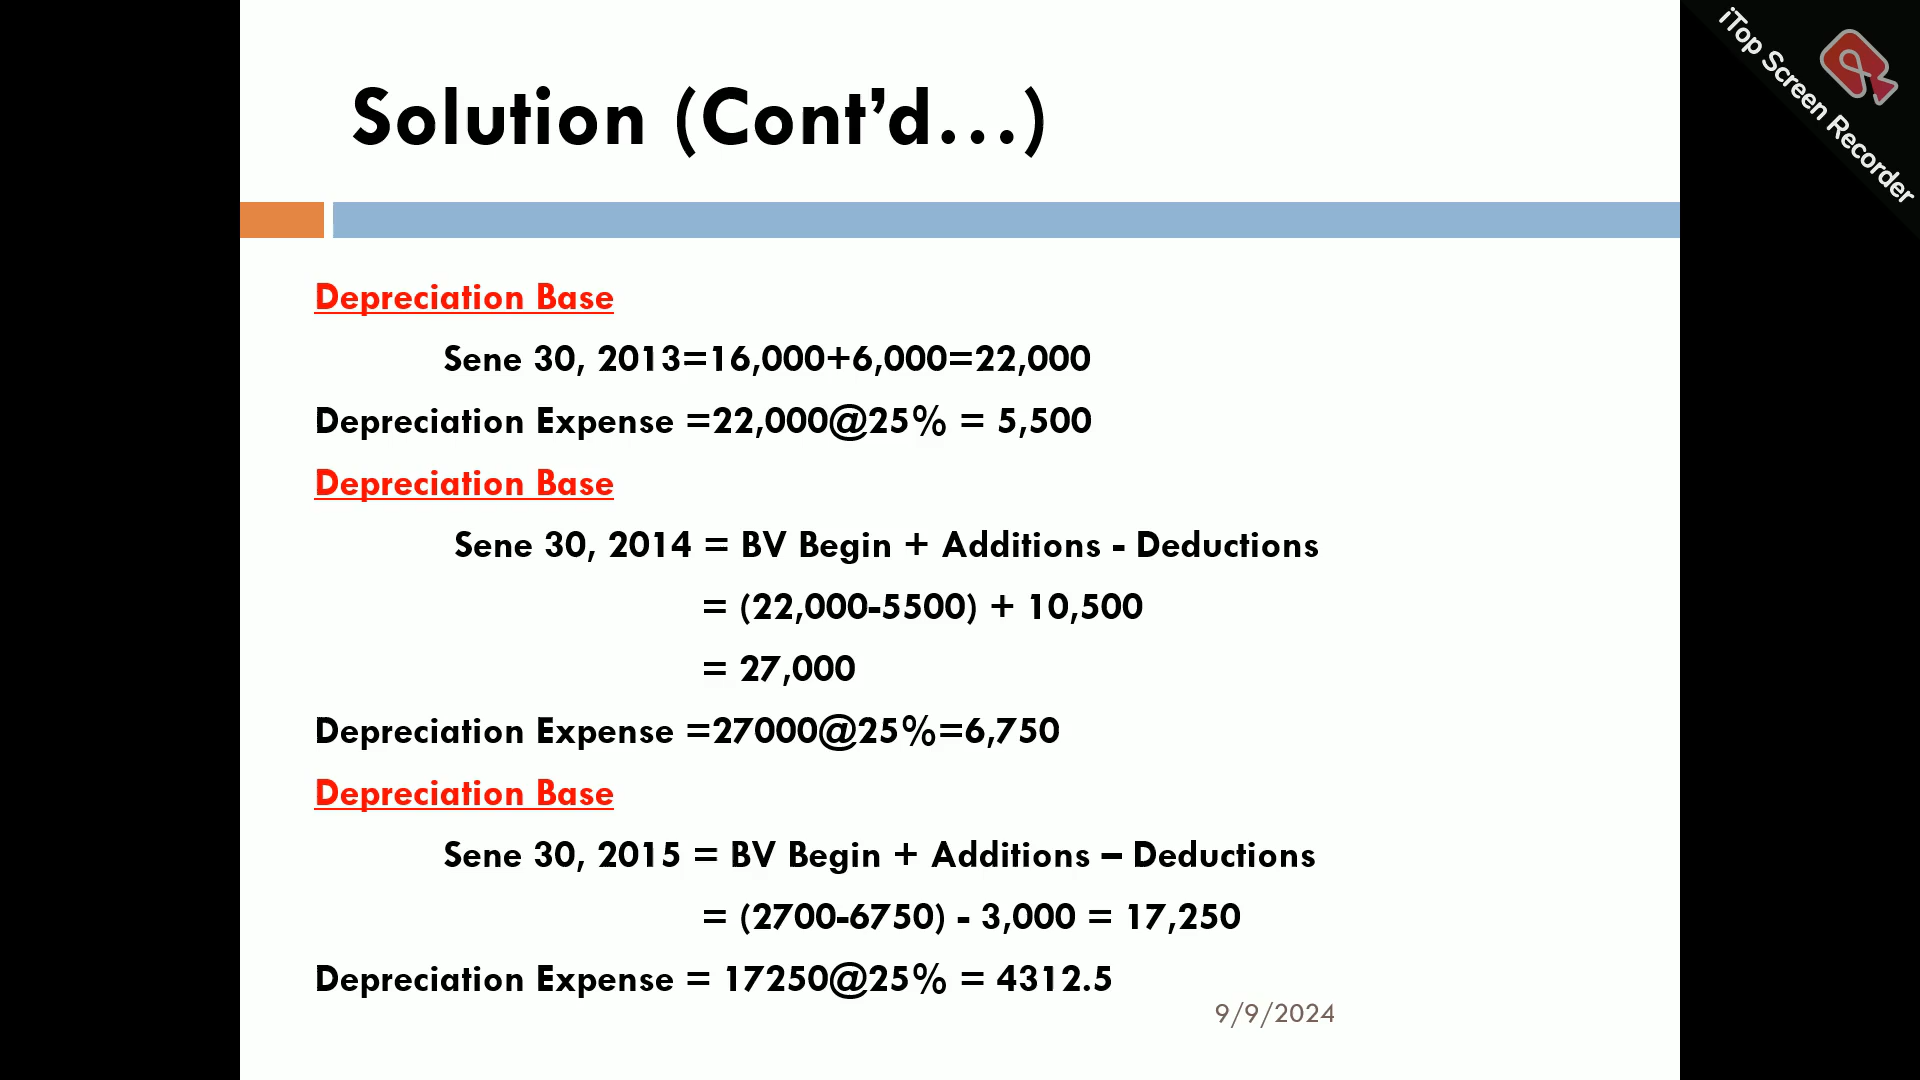 Solution (Cont’d…)
iTop Screen Recorder
Depreciation Base
Sene 30, 2013=16,000+6,000=22,000
Depreciation Expense =22,000@25% = 5,500
Depreciation Base
Sene 30, 2014 = BV Begin + Additions - Deductions
= (22,000-5500) + 10,500
= 27,000
Depreciation Expense =27000@25%=6,750
Depreciation Base
Sene 30, 2015 = BV Begin + Additions – Deductions
= (2700-6750) - 3,000 = 17,250
Depreciation Expense = 17250@25% = 4312.5
9/9/2024